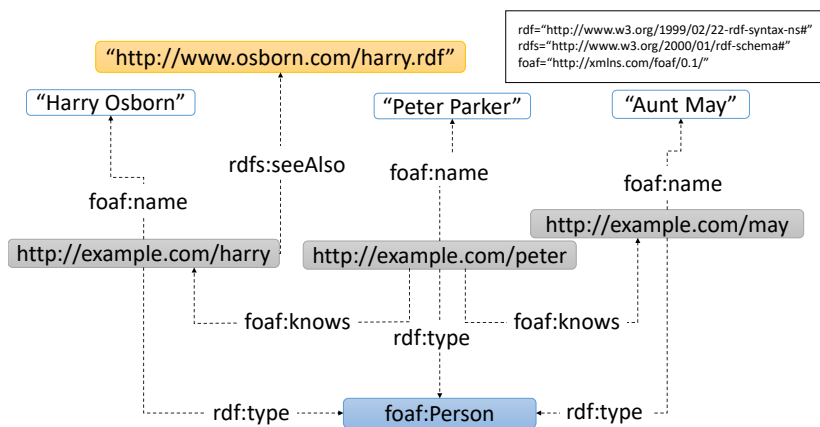 rdf=“http://www.w3.org/1999/02/22-rdf-syntax-ns#”
rdfs=“http://www.w3.org/2000/01/rdf-schema#”
foaf=“http://xmlns.com/foaf/0.1/”
“http://www.osborn.com/harry.rdf”
“Harry Osborn”
“Peter Parker”
“Aunt May”
rdfs:seeAlso
foaf:name
foaf:name
foaf:name
http://example.com/harry
http://example.com/peter
http://example.com/may
foaf:knows
foaf:knows
rdf:type
rdf:type
foaf:Person
rdf:type